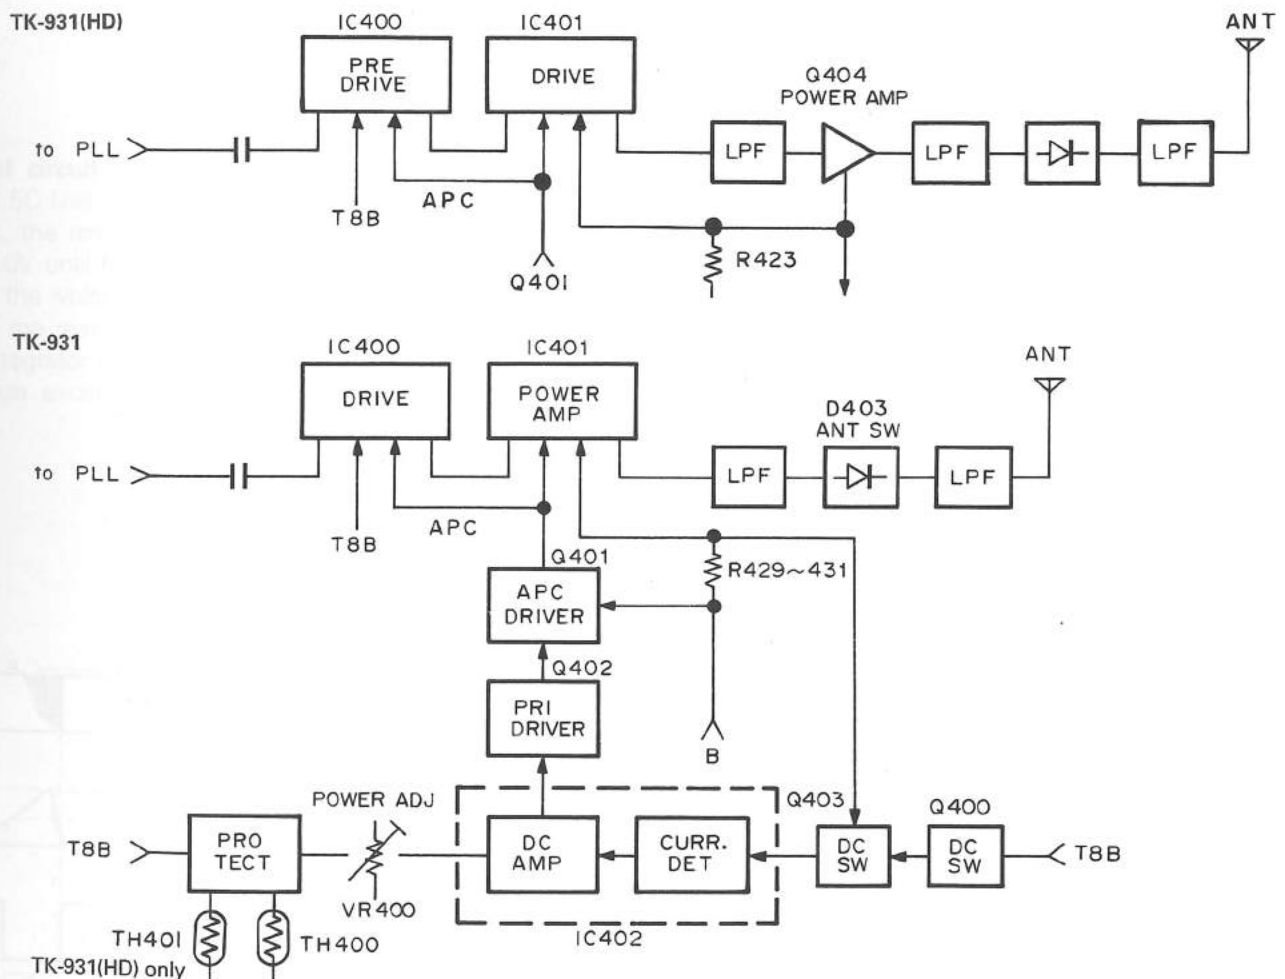 TK-931(HD)
IC400
IC401
ANT
PRE
DRIVE
DRIVE
Q404
POWER AMP
to PLL
LPF
LPF
LPF
APC
T8B
Q401
R423
TK-931
IC400
IC401
ANT
DRIVE
POWER
AMP
D403
ANT SW
to PLL
LPF
LPF
APC
T8B
Q401
R429~431
APC
DRIVER
Q402
PRI
DRIVER
B
POWER ADJ
Q403
Q400
T8B
PRO
TECT
DC
AMP
CURR.
DET
DC
SW
DC
SW
T8B
VR400
TH401
TH400
IC402
TK-931(HD) only